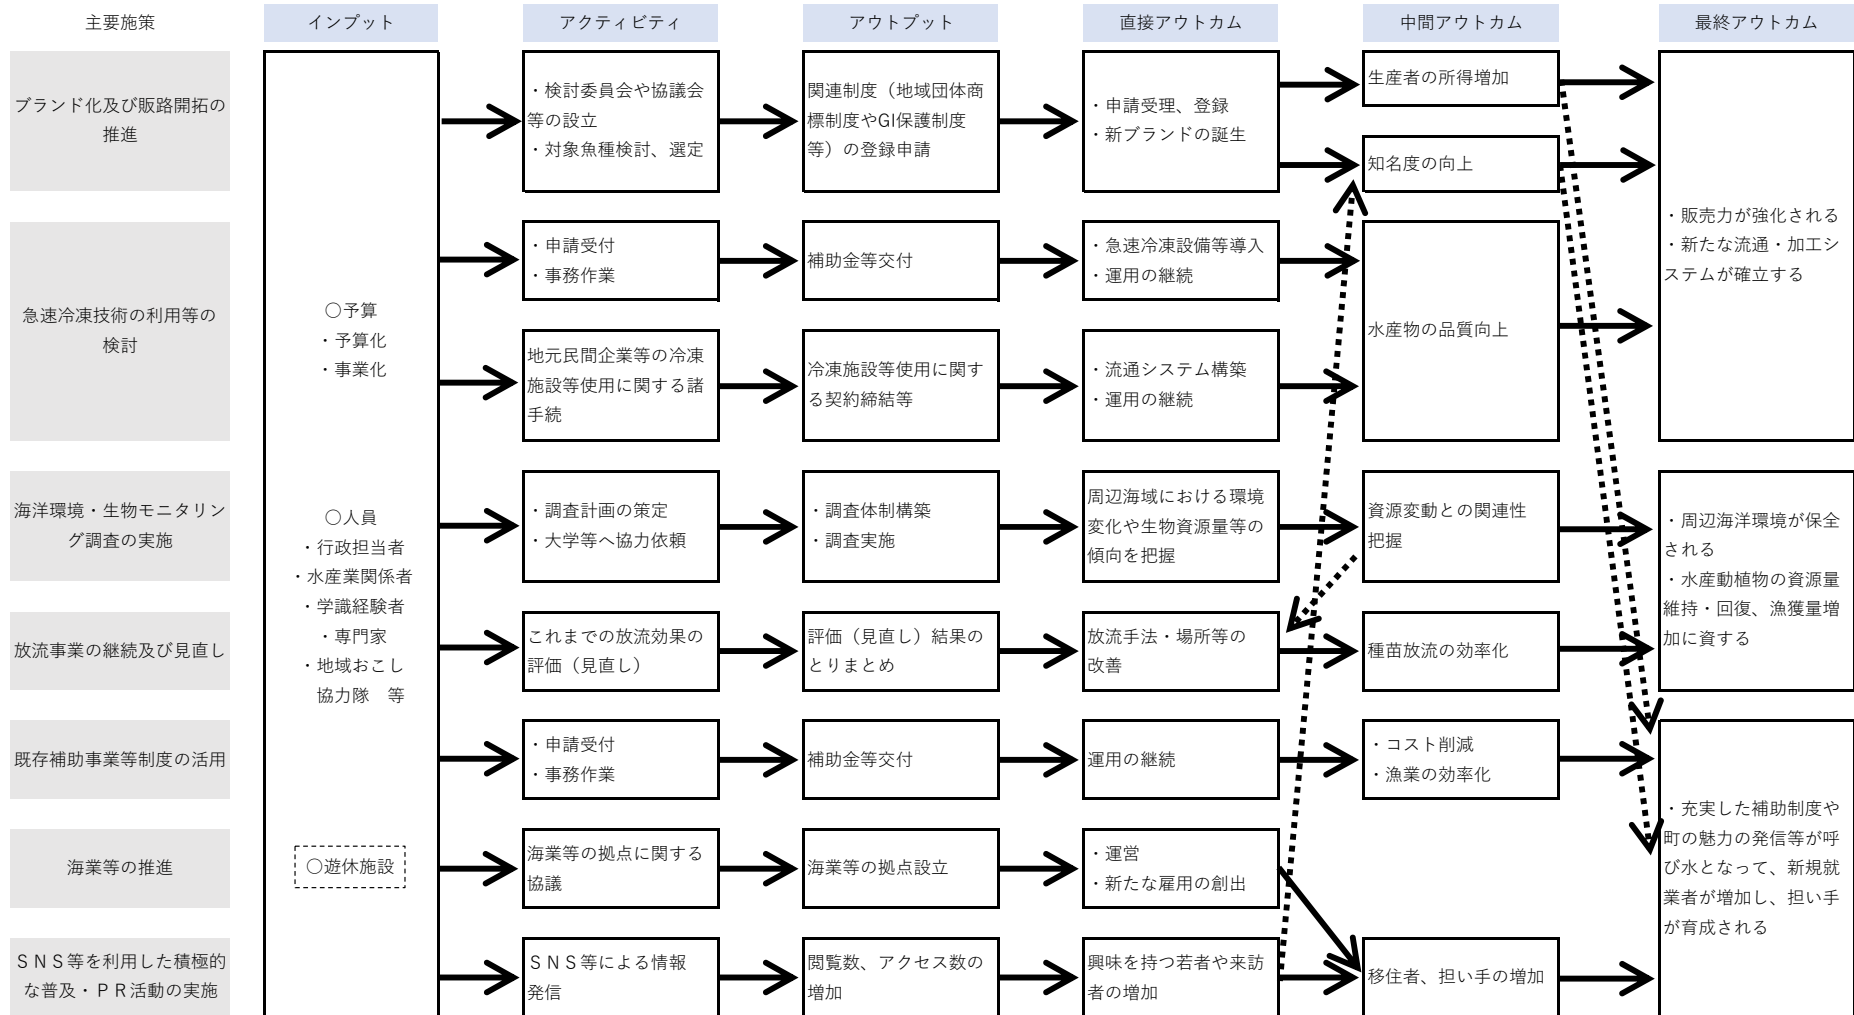 主要施策
インプット
アクティビティ
アウトプット
直接アウトカム
中間アウトカム
最終アウトカム
ブランド化及び販路開拓の
推進
・検討委員会や協議会
等の設立
・対象魚種検討、選定
関連制度（地域団体商
標制度やGI保護制度
等）の登録申請
・申請受理、登録
・新ブランドの誕生
生産者の所得増加
知名度の向上
急速冷凍技術の利用等の
検討
・申請受付
・事務作業
補助金等交付
・急速冷凍設備等導入
・運用の継続
地元民間企業等の冷凍
施設等使用に関する諸
手続
冷凍施設等使用に関す
る契約締結等
・流通システム構築
・運用の継続
水産物の品質向上
・販売力が強化される
・新たな流通・加工シ
ステムが確立する
〇予算
・予算化
・事業化
〇人員
・行政担当者
・水産業関係者
・学識経験者
・専門家
・地域おこし
協力隊　等
〇遊休施設
海洋環境・生物モニタリン
グ調査の実施
・調査計画の策定
・大学等へ協力依頼
・調査体制構築
・調査実施
周辺海域における環境
変化や生物資源量等の
傾向を把握
資源変動との関連性
把握
・周辺海洋環境が保全
される
・水産動植物の資源量
維持・回復、漁獲量増
加に資する
放流事業の継続及び見直し
これまでの放流効果の
評価（見直し）
評価（見直し）結果の
とりまとめ
放流手法・場所等の
改善
種苗放流の効率化
既存補助事業等制度の活用
・申請受付
・事務作業
補助金等交付
運用の継続
・コスト削減
・漁業の効率化
海業等の推進
海業等の拠点に関する
協議
海業等の拠点設立
・運営
・新たな雇用の創出
・充実した補助制度や
町の魅力の発信等が呼
び水となって、新規就
業者が増加し、担い手
が育成される
ＳＮＳ等を利用した積極的
な普及・ＰＲ活動の実施
ＳＮＳ等による情報
発信
閲覧数、アクセス数の
増加
興味を持つ若者や来訪
者の増加
移住者、担い手の増加